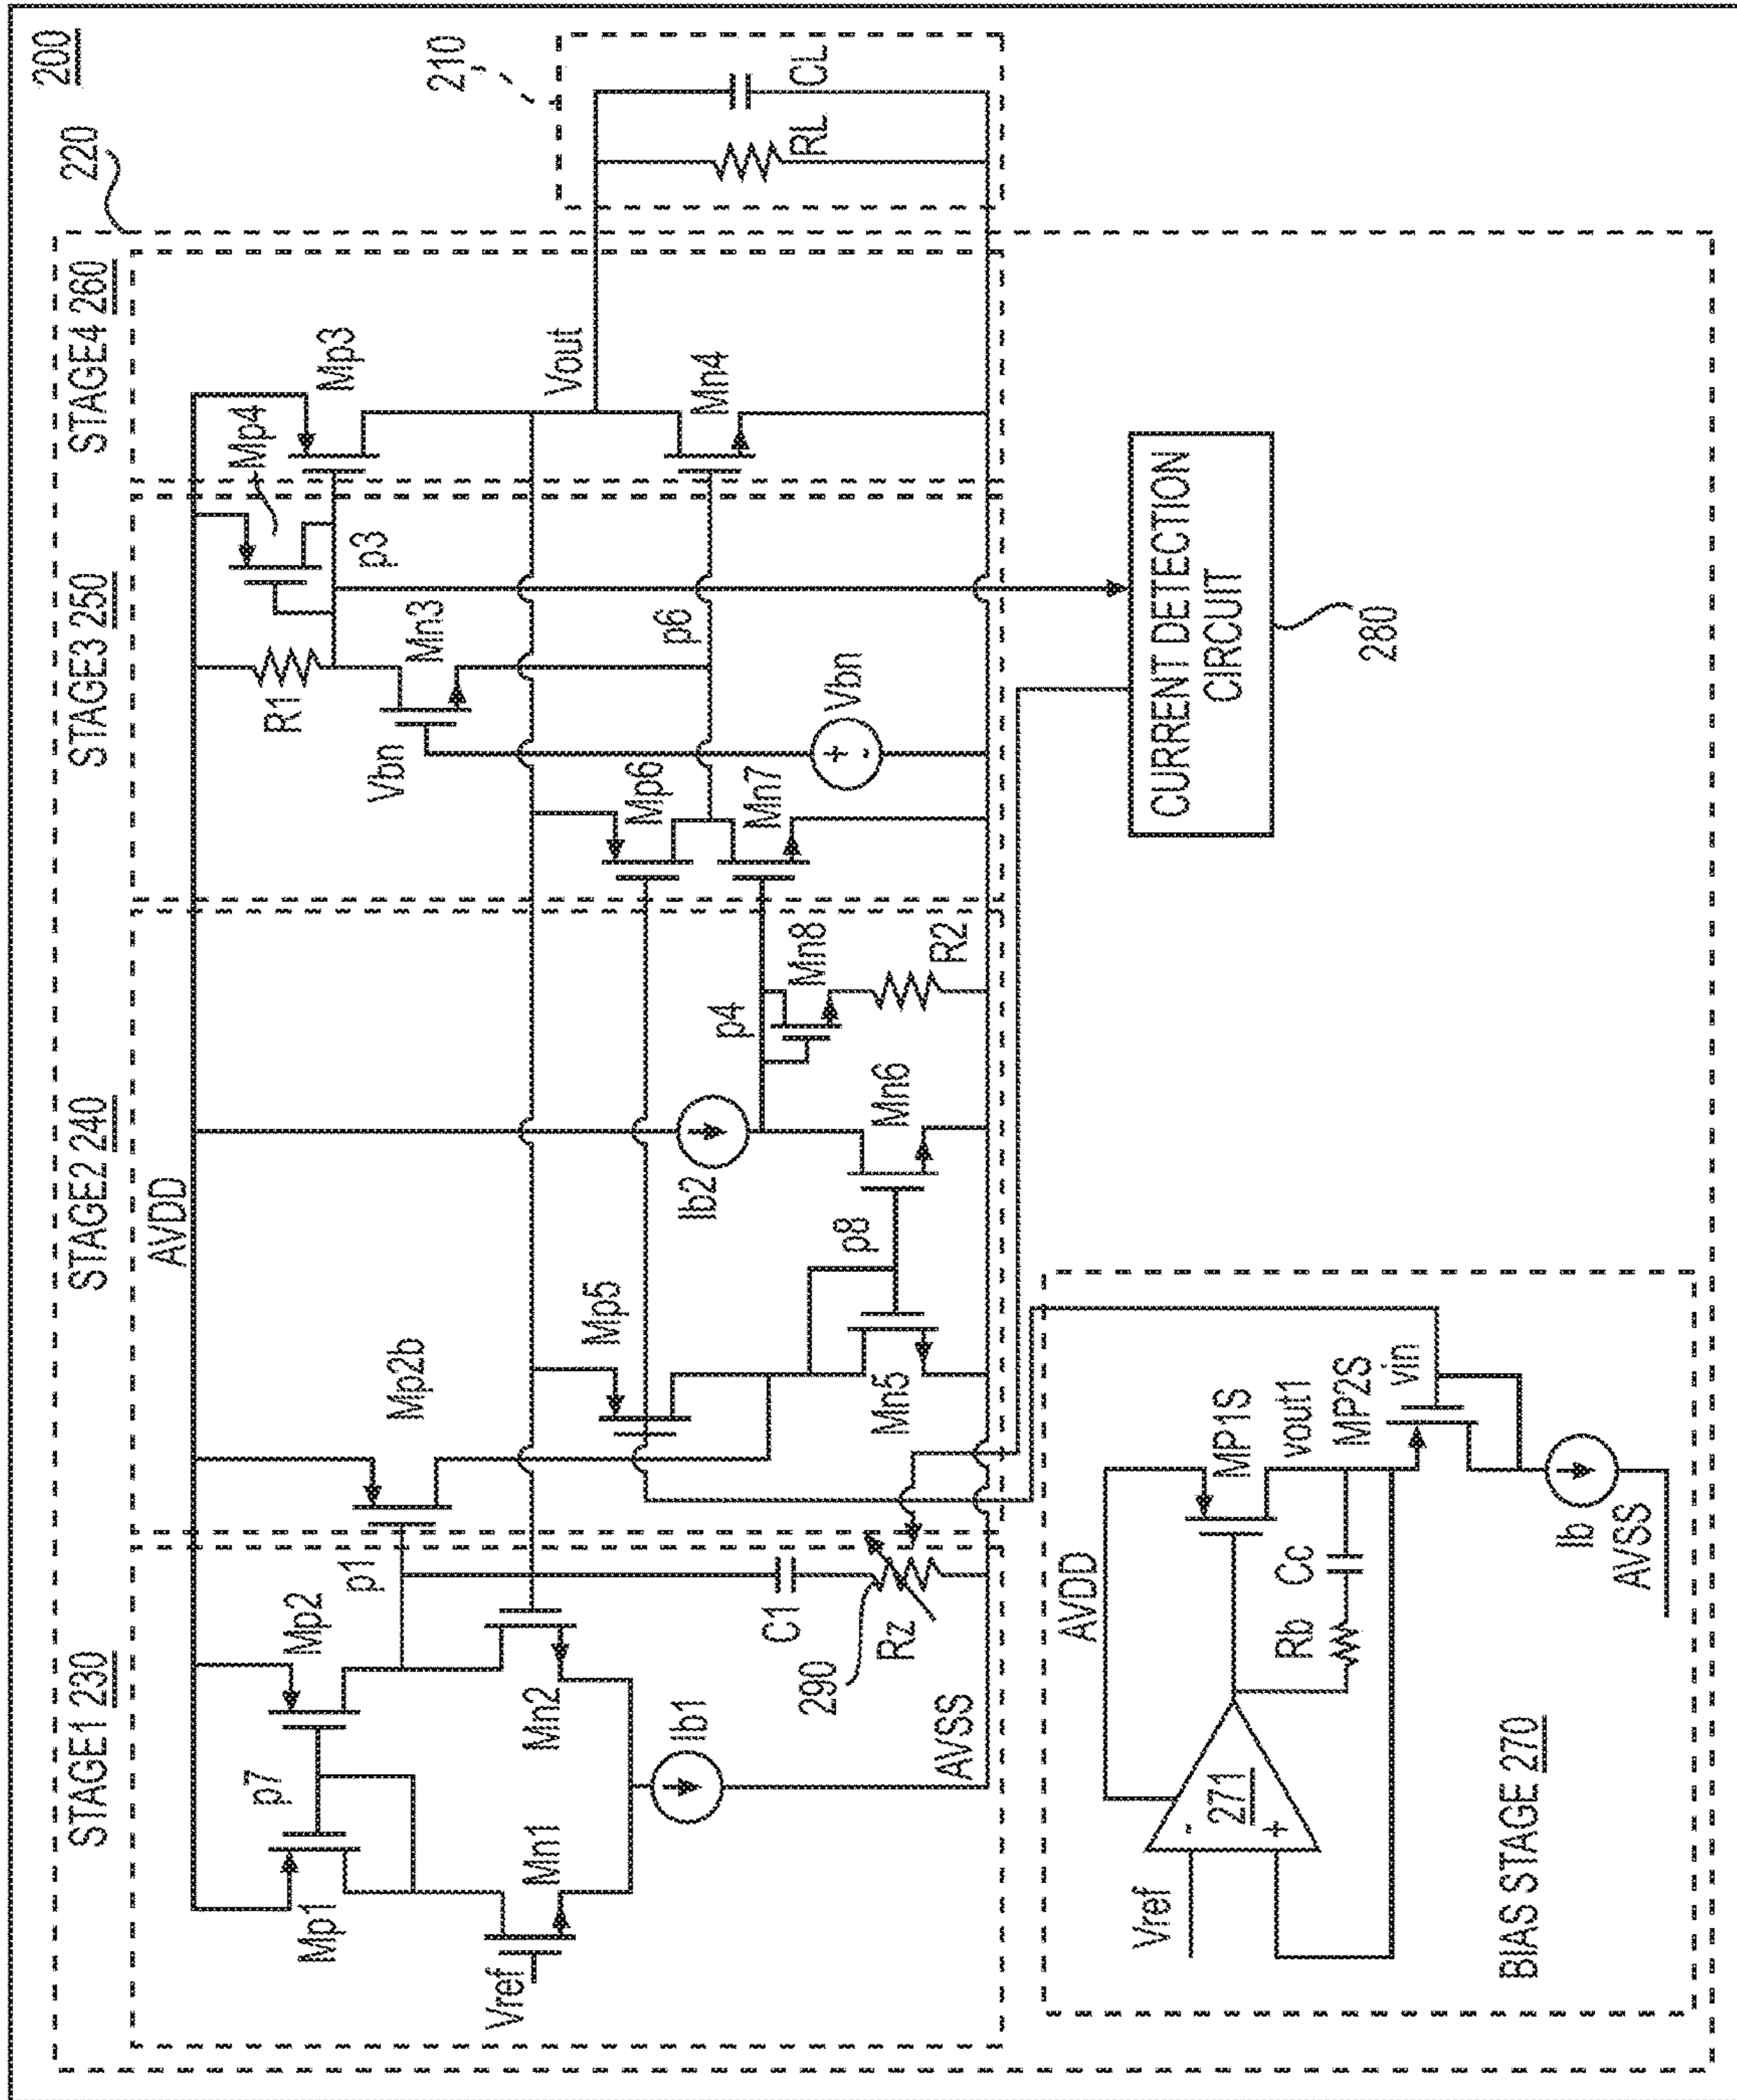 200
220
210
STAGE1 230
STAGE2 240
STAGE3 250
STAGE4 260
AVDD
Mp1
p7
Mp2
p1
Mp2b
R1
Mp4
p3
Mp3
Vbn
Mn3
Vout
Vref
Mn1
Mn2
Mp5
Ib2
Mp6
p6
Mn4
CL
RL
Ib1
C1
290
Rz
p8
p4
Mn7
Mn8
Vbn
+
-
Mn5
Mn6
R2
AVSS
AVDD
MP1S
vout1
MP2S
vin
Vref
-
+
271
Rb
Cc
Ib
AVSS
BIAS STAGE 270
CURRENT DETECTION
CIRCUIT
280